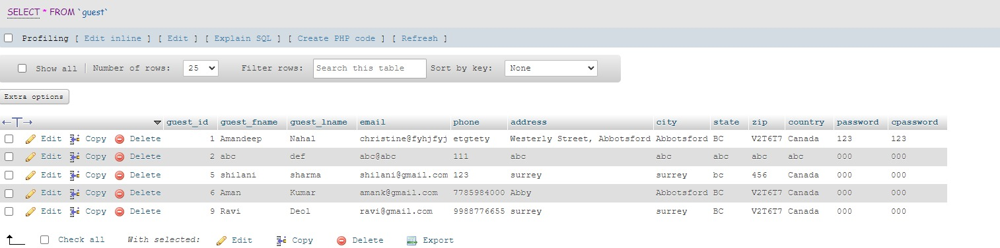 SELECT * FROM `guest`
Profiling [ Edit inline ] [ Edit ] [ Explain SQL ] [ Create PHP code ] [ Refresh ]
Show all Number of rows: 25 Filter rows: Search this table Sort by key: None
Extra options
guest_id guest_fname guest_lname email phone address city state zip country password cpassword
Edit Copy Delete 1 Amandeep Nahal christine@fyhjfyj etgtety Westerly Street, Abbotsford Abbotsford BC V2T6T7 Canada 123 123
Edit Copy Delete 2 abc def abc@abc 111 abc abc abc abc abc 000 000
Edit Copy Delete 5 shilani sharma shilani@gmail.com 123 surrey surrey bc 456 Canada 000 000
Edit Copy Delete 6 Aman Kumar amank@gmail.com 7785984000 Abby Abbotsford BC V2T6T7 Canada 000 000
Edit Copy Delete 9 Ravi Deol ravi@gmail.com 9988776655 surrey surrey BC V2T6T7 Canada 000 000
Check all With selected: Edit Copy Delete Export